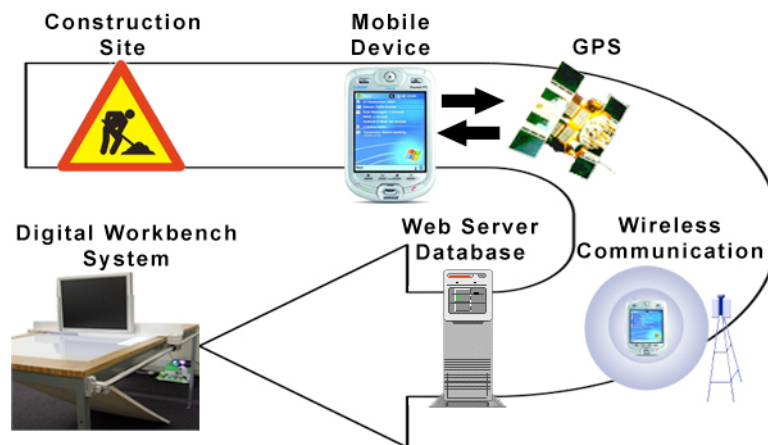 Construction
Site
Mobile
Device
GPS
Digital Workbench
System
Web Server
Database
Wireless
Communication